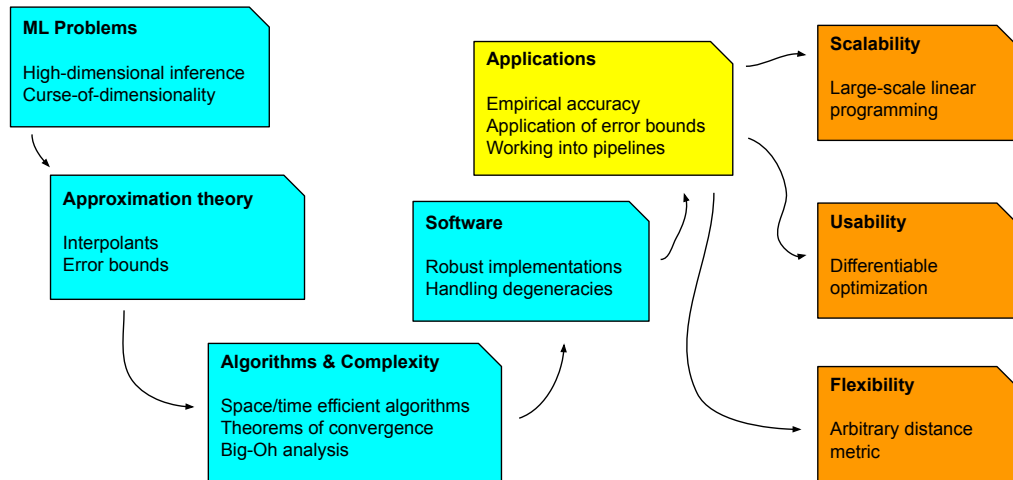 ML Problems
High-dimensional inference
Curse-of-dimensionality
Approximation theory
Interpolants
Error bounds
Algorithms & Complexity
Space/time efficient algorithms
Theorems of convergence
Big-Oh analysis
Software
Robust implementations
Handling degeneracies
Applications
Empirical accuracy
Application of error bounds
Working into pipelines
Scalability
Large-scale linear
programming
Usability
Differentiable
optimization
Flexibility
Arbitrary distance
metric